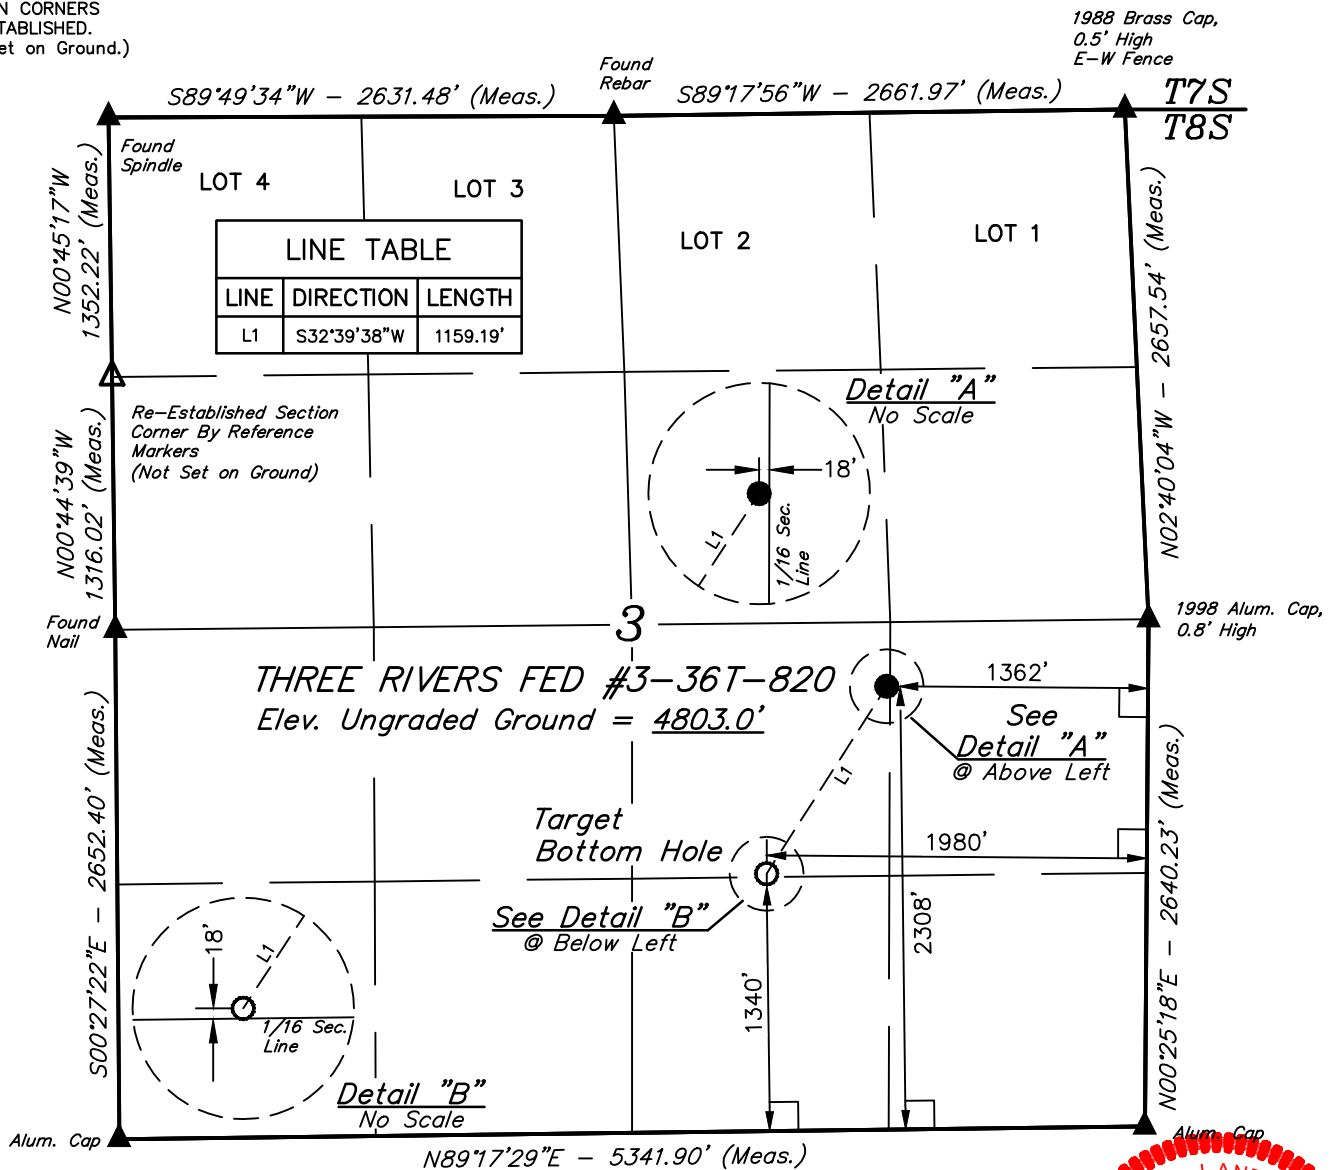 N CORNERS
TABLISHED.
et on Ground.)
1988 Brass Cap,
0.5' High
E-W Fence
T7S
T8S
Found
Rebar
S89°49'34"W - 2631.48' (Meas.)
S89°17'56"W - 2661.97' (Meas.)
Found
Spindle
LOT 4
LOT 3
LOT 2
LOT 1
N00°45'17"W
1352.22' (Meas.)
LINE TABLE
LINE DIRECTION LENGTH
L1 S32°39'38"W 1159.19'
N02°40'04"W - 2657.54' (Meas.)
Detail "A"
No Scale
Re-Established Section
Corner By Reference
Markers
(Not Set on Ground)
18'
L1
1/16 Sec.
Line
N00°44'39"W
1316.02' (Meas.)
Found
Nail
3
1998 Alum. Cap,
0.8' High
THREE RIVERS FED #3-36T-820
Elev. Ungraded Ground = 4803.0'
1362'
See
Detail "A"
@ Above Left
L1
Target
Bottom Hole
1980'
See Detail "B"
@ Below Left
2308'
1340'
S00°27'22"E - 2652.40' (Meas.)
N00°25'18"E - 2640.23' (Meas.)
18'
L1
1/16 Sec.
Line
Detail "B"
No Scale
Alum. Cap
N89°17'29"E - 5341.90' (Meas.)
Alum. Cap
LAND